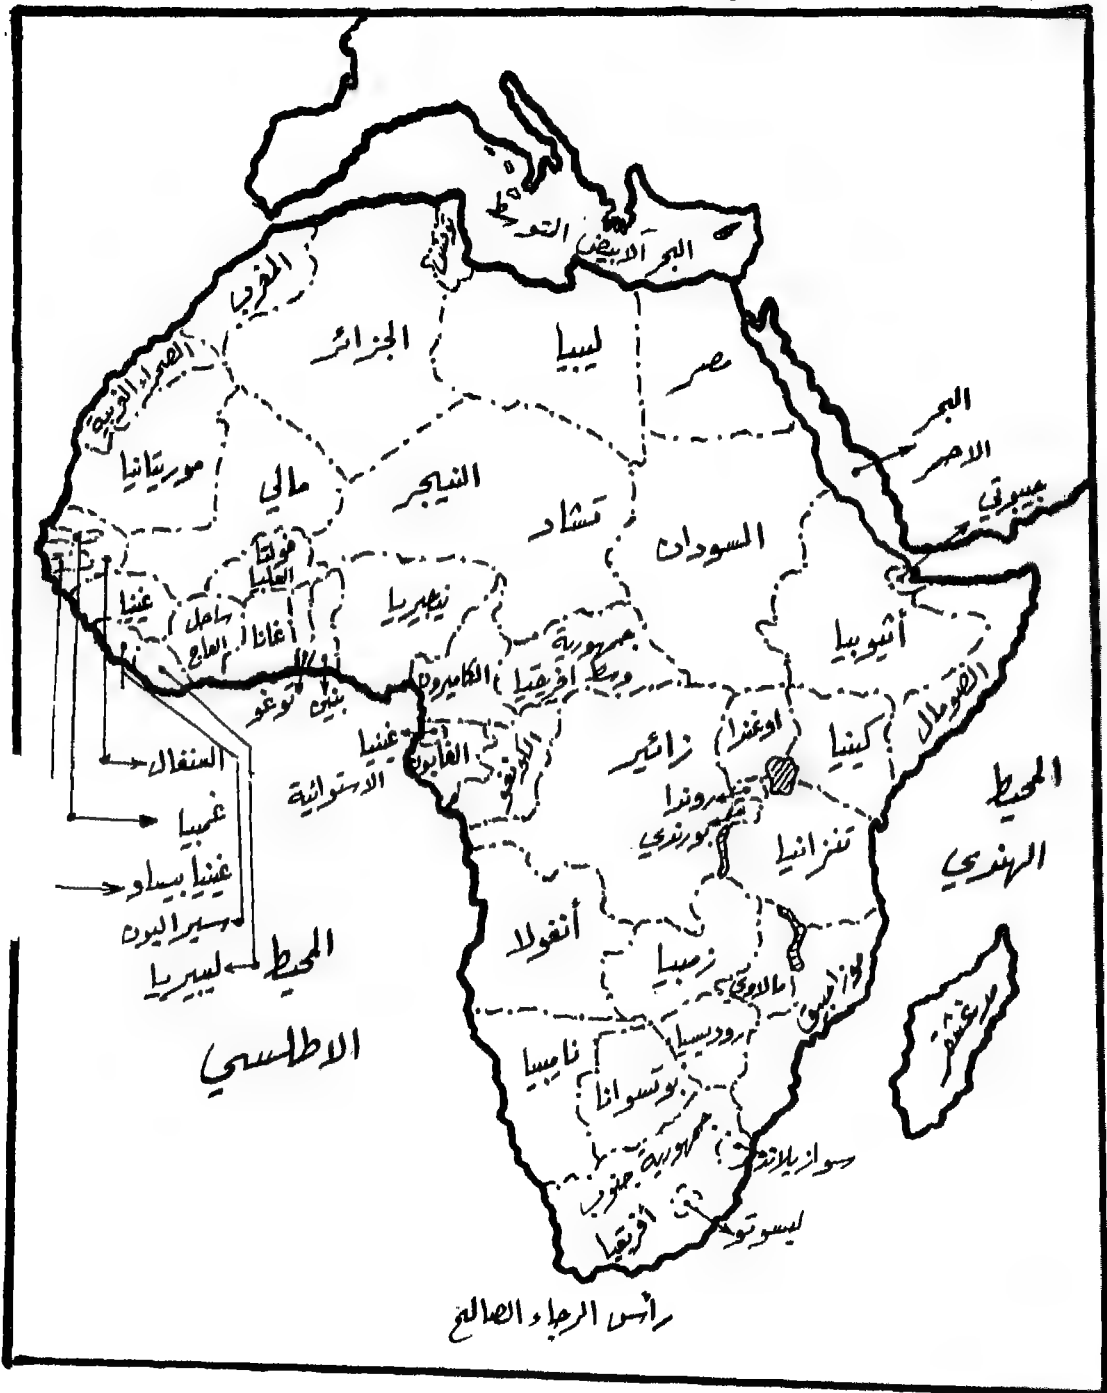 البحر الابيض المتوسط
تونس
المغرب
الجزائر
ليبيا
مصر
الصحراء الغربية
البحر
الاحمر
جيبوتي
موريتانيا
مالي
النيجر
تشاد
السودان
فولتا
العليا
غينيا
ساحل
العاج
غانا
نيجيريا
جمهورية
وسط افريقيا
أثيوبيا
الصومال
الكاميرون
توغو
بنين
غينيا
الاستوائية
الغابون
الكونغو
زائير
اوغندا
كينيا
روندا
بورندي
تنزانيا
السنغال
غمبيا
غينيا بيساو
سيراليون
ليبيريا
المحيط
الاطلسي
المحيط
الهندي
أنغولا
زمبيا
مالاوي
موزامبيق
مدغشقر
ناميبيا
روديسيا
بوتسوانا
جمهورية
جنوب
أفريقيا
سوازيلاند
ليسوتو
رأس الرجاء الصالح